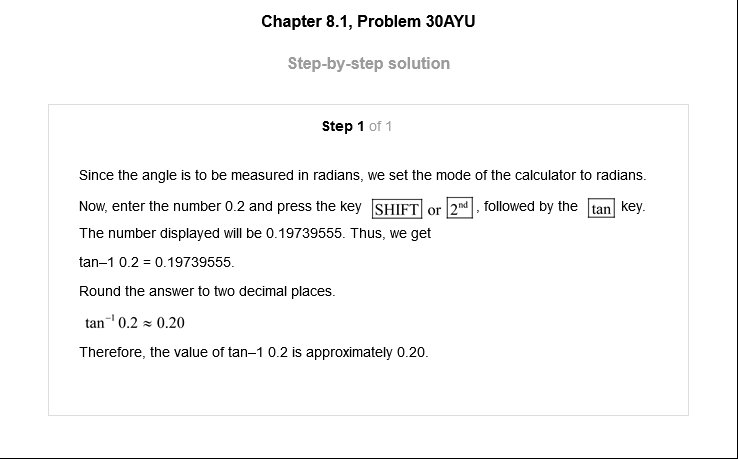 Chapter 8.1, Problem 30AYU
Step-by-step solution
Step 1 of 1
Since the angle is to be measured in radians, we set the mode of the calculator to radians.
Now, enter the number 0.2 and press the key SHIFT or 2nd , followed by the tan key.
The number displayed will be 0.19739555. Thus, we get
tan–1 0.2 = 0.19739555.
Round the answer to two decimal places.
tan⁻¹ 0.2 ≈ 0.20
Therefore, the value of tan–1 0.2 is approximately 0.20.